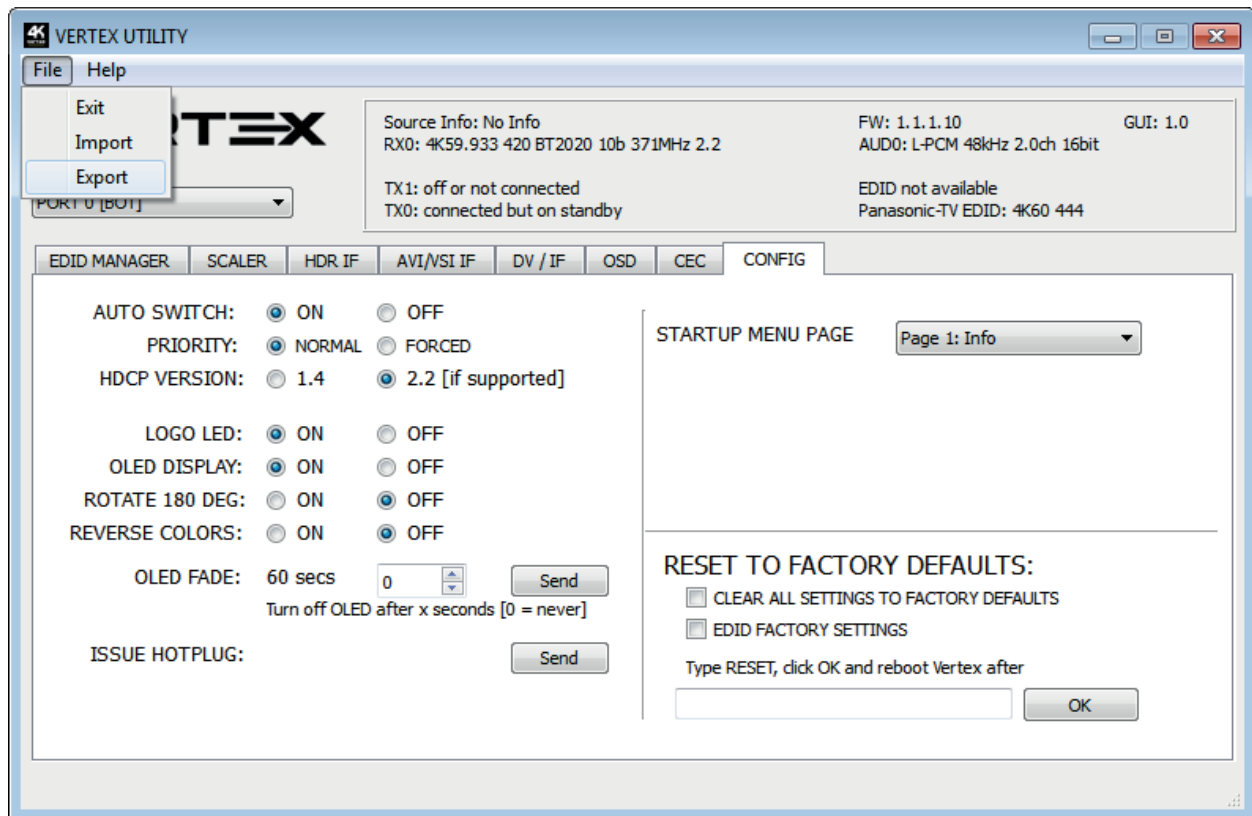 4K
VERTEX UTILITY
File Help
Exit
Import
Export
Source Info: No Info FW: 1.1.1.10 GUI: 1.0
RX0: 4K59.933 420 BT2020 10b 371MHz 2.2 AUD0: L-PCM 48kHz 2.0ch 16bit
TX1: off or not connected EDID not available
TX0: connected but on standby Panasonic-TV EDID: 4K60 444
PORT 0 [BOT]
EDID MANAGER SCALER HDR IF AVI/VSI IF DV / IF OSD CEC CONFIG
AUTO SWITCH: ON OFF
PRIORITY: NORMAL FORCED
HDCP VERSION: 1.4 2.2 [if supported]
LOGO LED: ON OFF
OLED DISPLAY: ON OFF
ROTATE 180 DEG: ON OFF
REVERSE COLORS: ON OFF
OLED FADE: 60 secs 0 Send
Turn off OLED after x seconds [0 = never]
ISSUE HOTPLUG: Send
STARTUP MENU PAGE Page 1: Info
RESET TO FACTORY DEFAULTS:
CLEAR ALL SETTINGS TO FACTORY DEFAULTS
EDID FACTORY SETTINGS
Type RESET, click OK and reboot Vertex after
OK